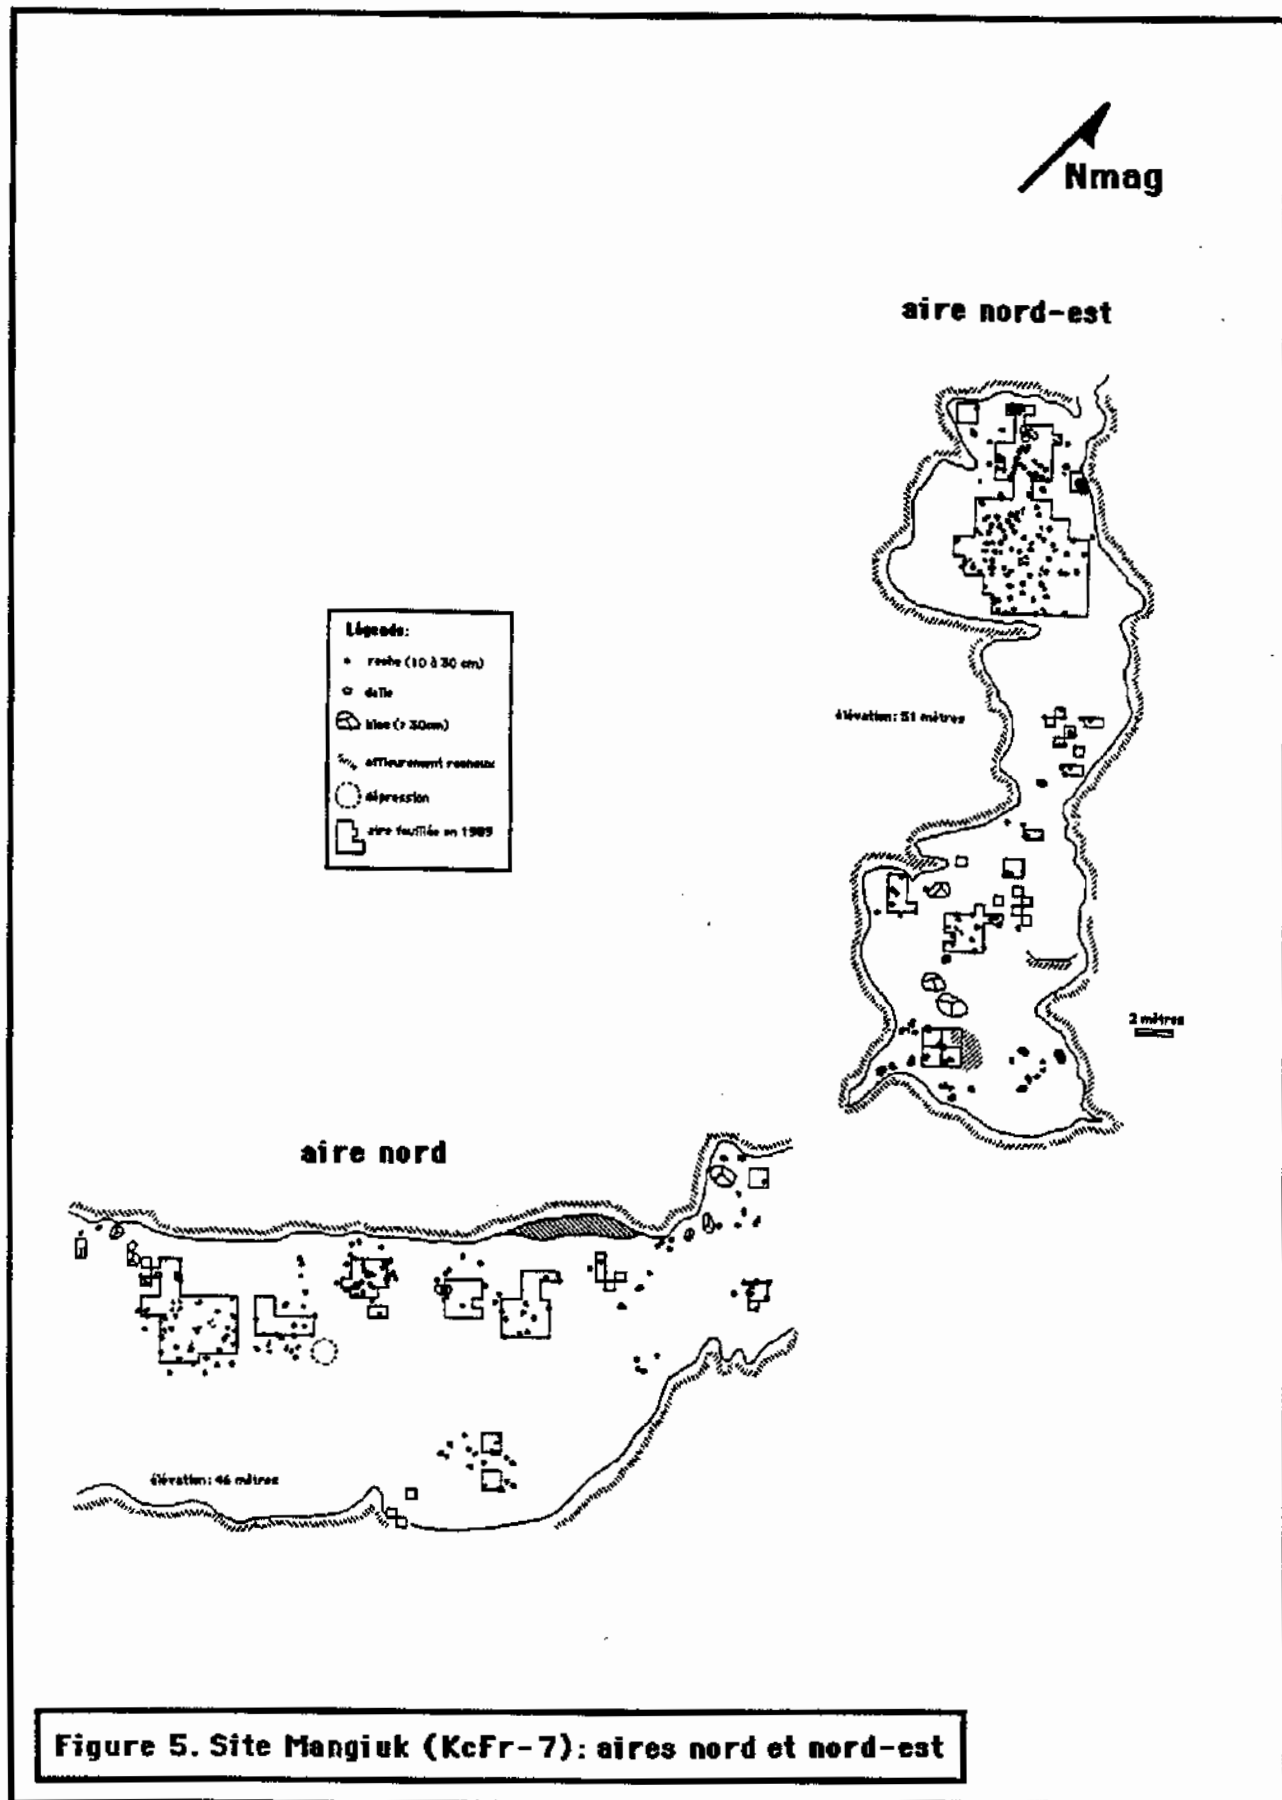 Nmag
aire nord-est
Légende:
roche (10 à 30 cm)
dalle
bloc (> 30cm)
affleurement rocheux
dépression
aire fouillée en 1989
élévation: 51 mètres
2 mètres
aire nord
élévation: 46 mètres
Figure 5. Site Mangiuk (KcFr-7): aires nord et nord-est